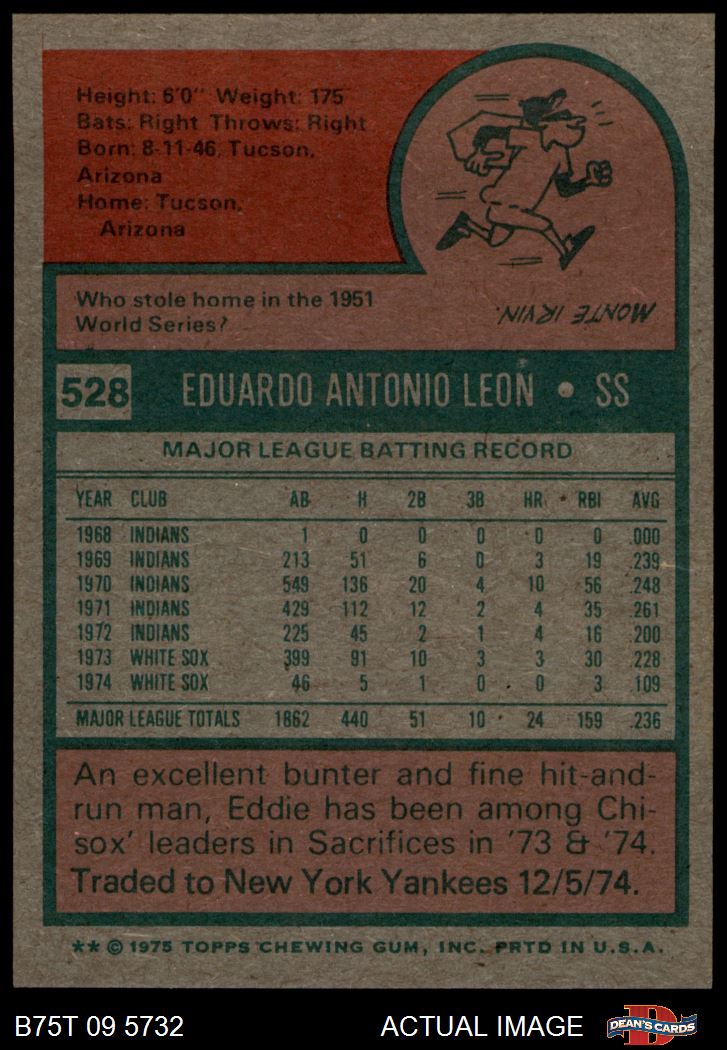 Height: 6'0" Weight: 175
Bats: Right Throws: Right
Born: 8-11-46, Tucson,
Arizona
Home: Tucson,
Arizona
Who stole home in the 1951
World Series?
MONTE IRVIN.
528 EDUARDO ANTONIO LEON • SS
MAJOR LEAGUE BATTING RECORD
YEAR CLUB AB H 2B 3B HR RBI AVG
1968 INDIANS 1 0 0 0 0 0 .000
1969 INDIANS 213 51 6 0 3 19 .239
1970 INDIANS 549 136 20 4 10 56 .248
1971 INDIANS 429 112 12 2 4 35 .261
1972 INDIANS 225 45 2 1 4 16 .200
1973 WHITE SOX 399 91 10 3 3 30 .228
1974 WHITE SOX 46 5 1 0 0 3 .109
MAJOR LEAGUE TOTALS 1862 440 51 10 24 159 .236
An excellent bunter and fine hit-and-
run man, Eddie has been among Chi-
sox' leaders in Sacrifices in '73 & '74.
Traded to New York Yankees 12/5/74.
** © 1975 TOPPS CHEWING GUM, INC. PRTD IN U.S.A.
B75T 09 5732 ACTUAL IMAGE D DEAN'S CARDS